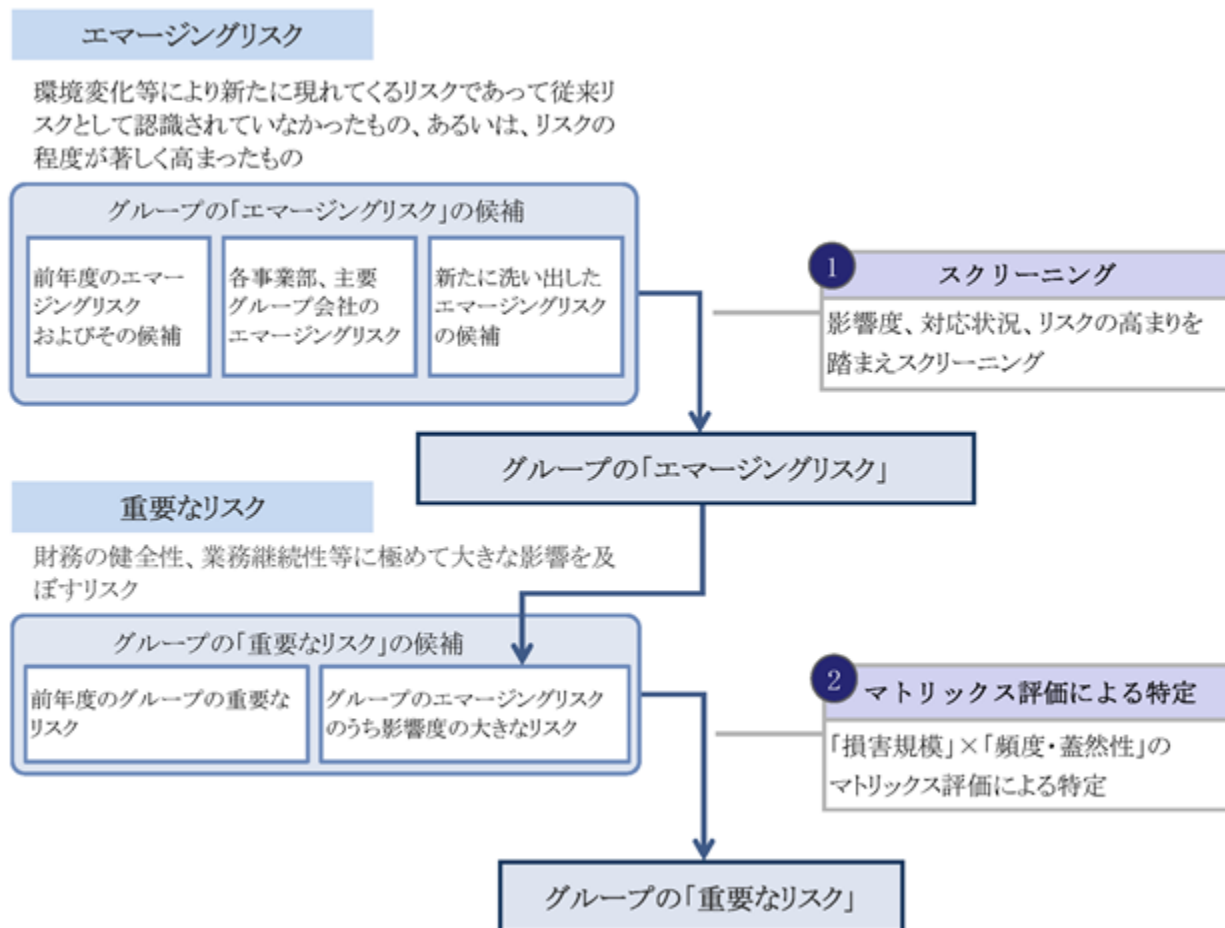 エマージングリスク
環境変化等により新たに現れてくるリスクであって従来リ
スクとして認識されていなかったもの、あるいは、リスクの
程度が著しく高まったもの
グループの「エマージングリスク」の候補
前年度のエマー
ジングリスク
およびその候補
各事業部、主要
グループ会社の
エマージングリスク
新たに洗い出した
エマージングリスク
の候補
1
スクリーニング
影響度、対応状況、リスクの高まりを
踏まえスクリーニング
グループの「エマージングリスク」
重要なリスク
財務の健全性、業務継続性等に極めて大きな影響を及
ぼすリスク
グループの「重要なリスク」の候補
前年度のグループの重要な
リスク
グループのエマージングリスク
のうち影響度の大きなリスク
2
マトリックス評価による特定
「損害規模」×「頻度・蓋然性」の
マトリックス評価による特定
グループの「重要なリスク」